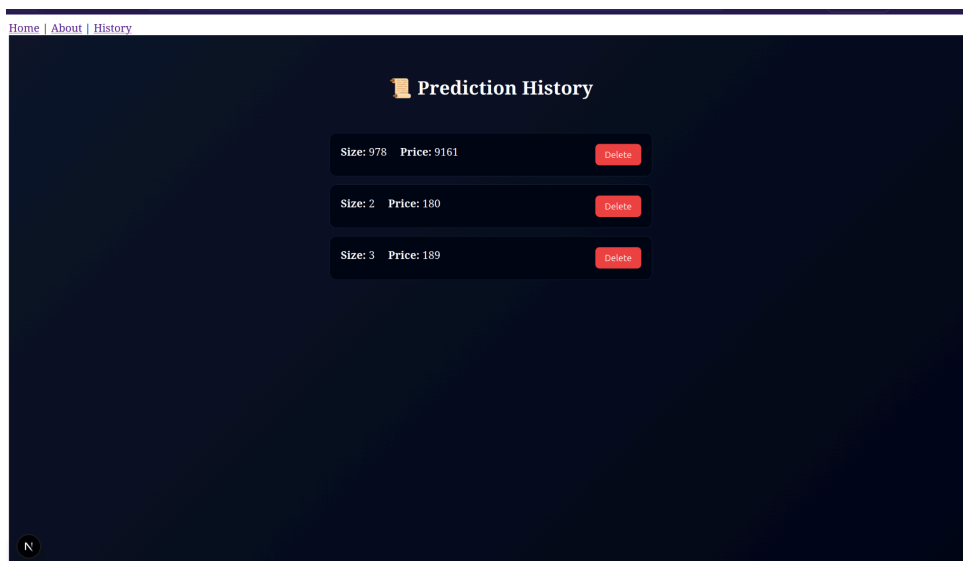 Home | About | History
📜 Prediction History
Size: 978 Price: 9161
Delete
Size: 2 Price: 180
Delete
Size: 3 Price: 189
Delete
N